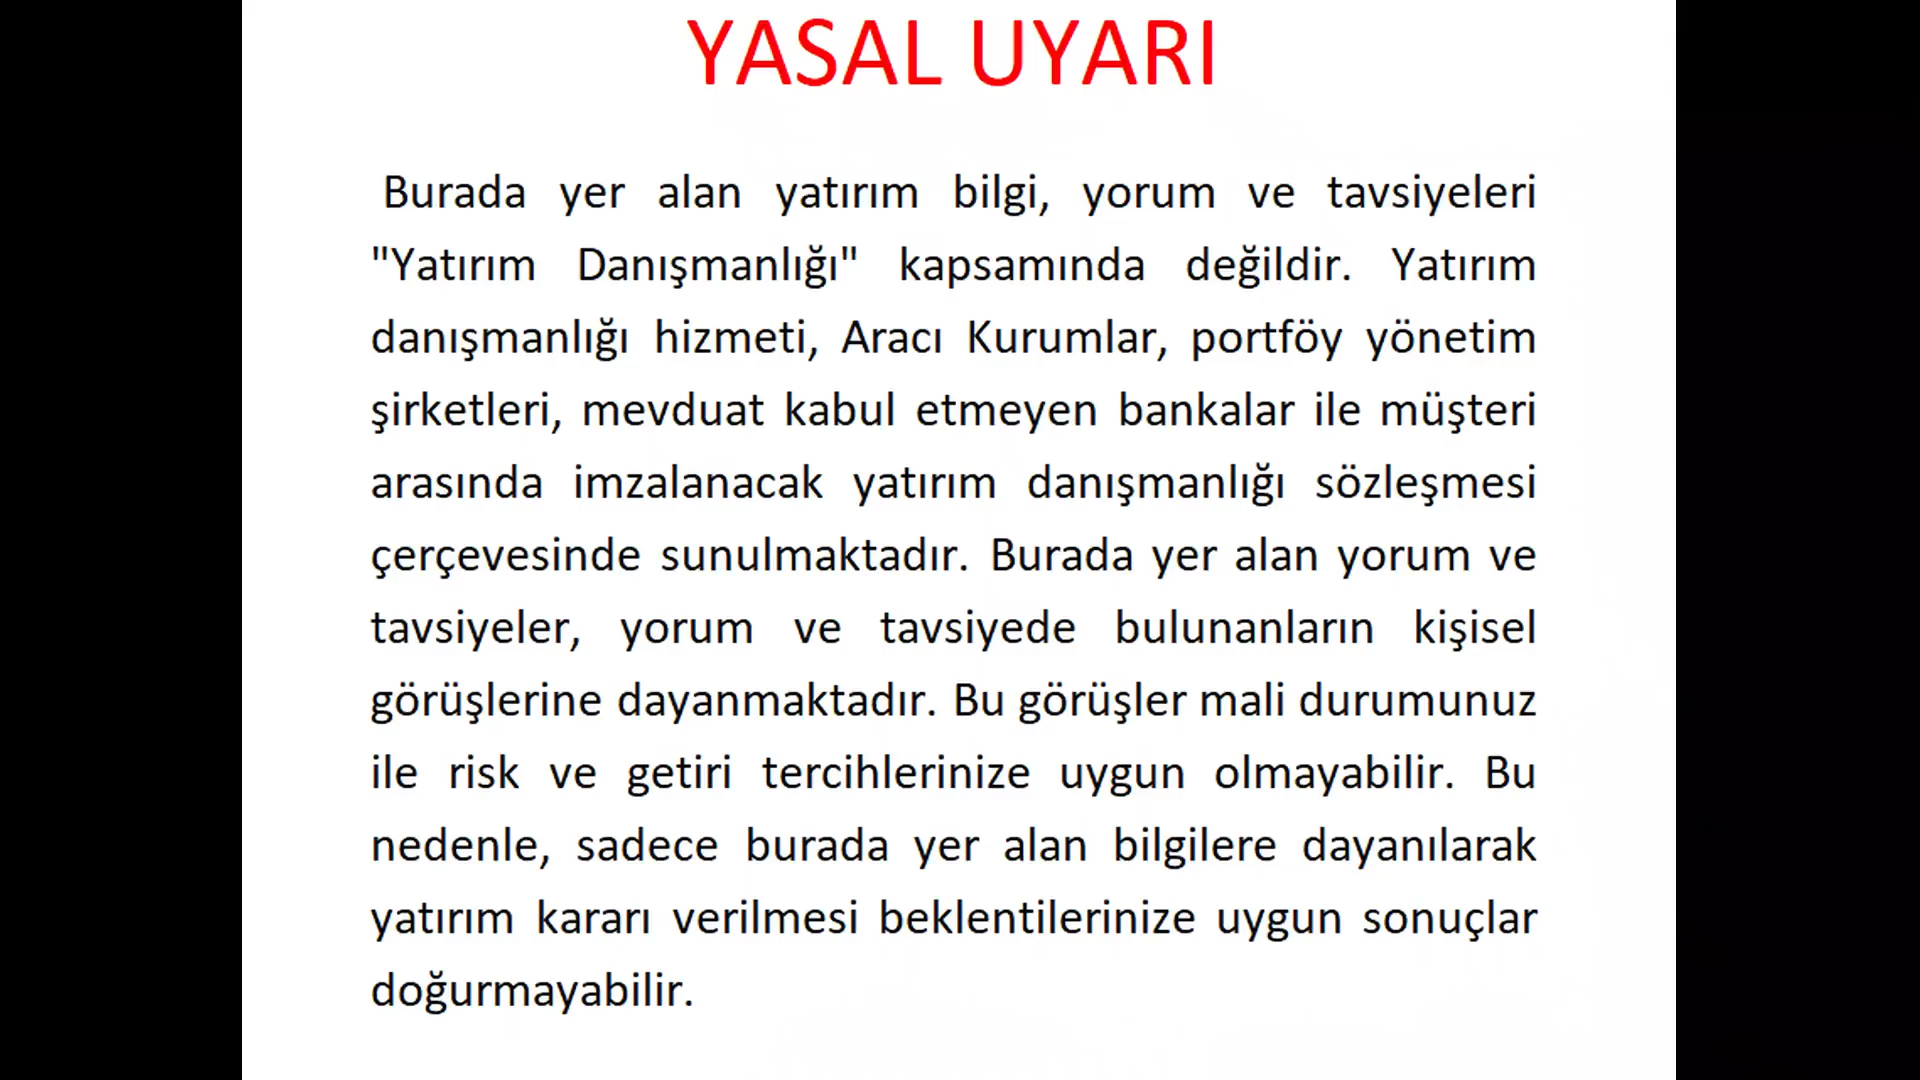 YASAL UYARI
Burada yer alan yatırım bilgi, yorum ve tavsiyeleri
"Yatırım Danışmanlığı" kapsamında değildir. Yatırım
danışmanlığı hizmeti, Aracı Kurumlar, portföy yönetim
şirketleri, mevduat kabul etmeyen bankalar ile müşteri
arasında imzalanacak yatırım danışmanlığı sözleşmesi
çerçevesinde sunulmaktadır. Burada yer alan yorum ve
tavsiyeler, yorum ve tavsiyede bulunanların kişisel
görüşlerine dayanmaktadır. Bu görüşler mali durumunuz
ile risk ve getiri tercihlerinize uygun olmayabilir. Bu
nedenle, sadece burada yer alan bilgilere dayanılarak
yatırım kararı verilmesi beklentilerinize uygun sonuçlar
doğurmayabilir.